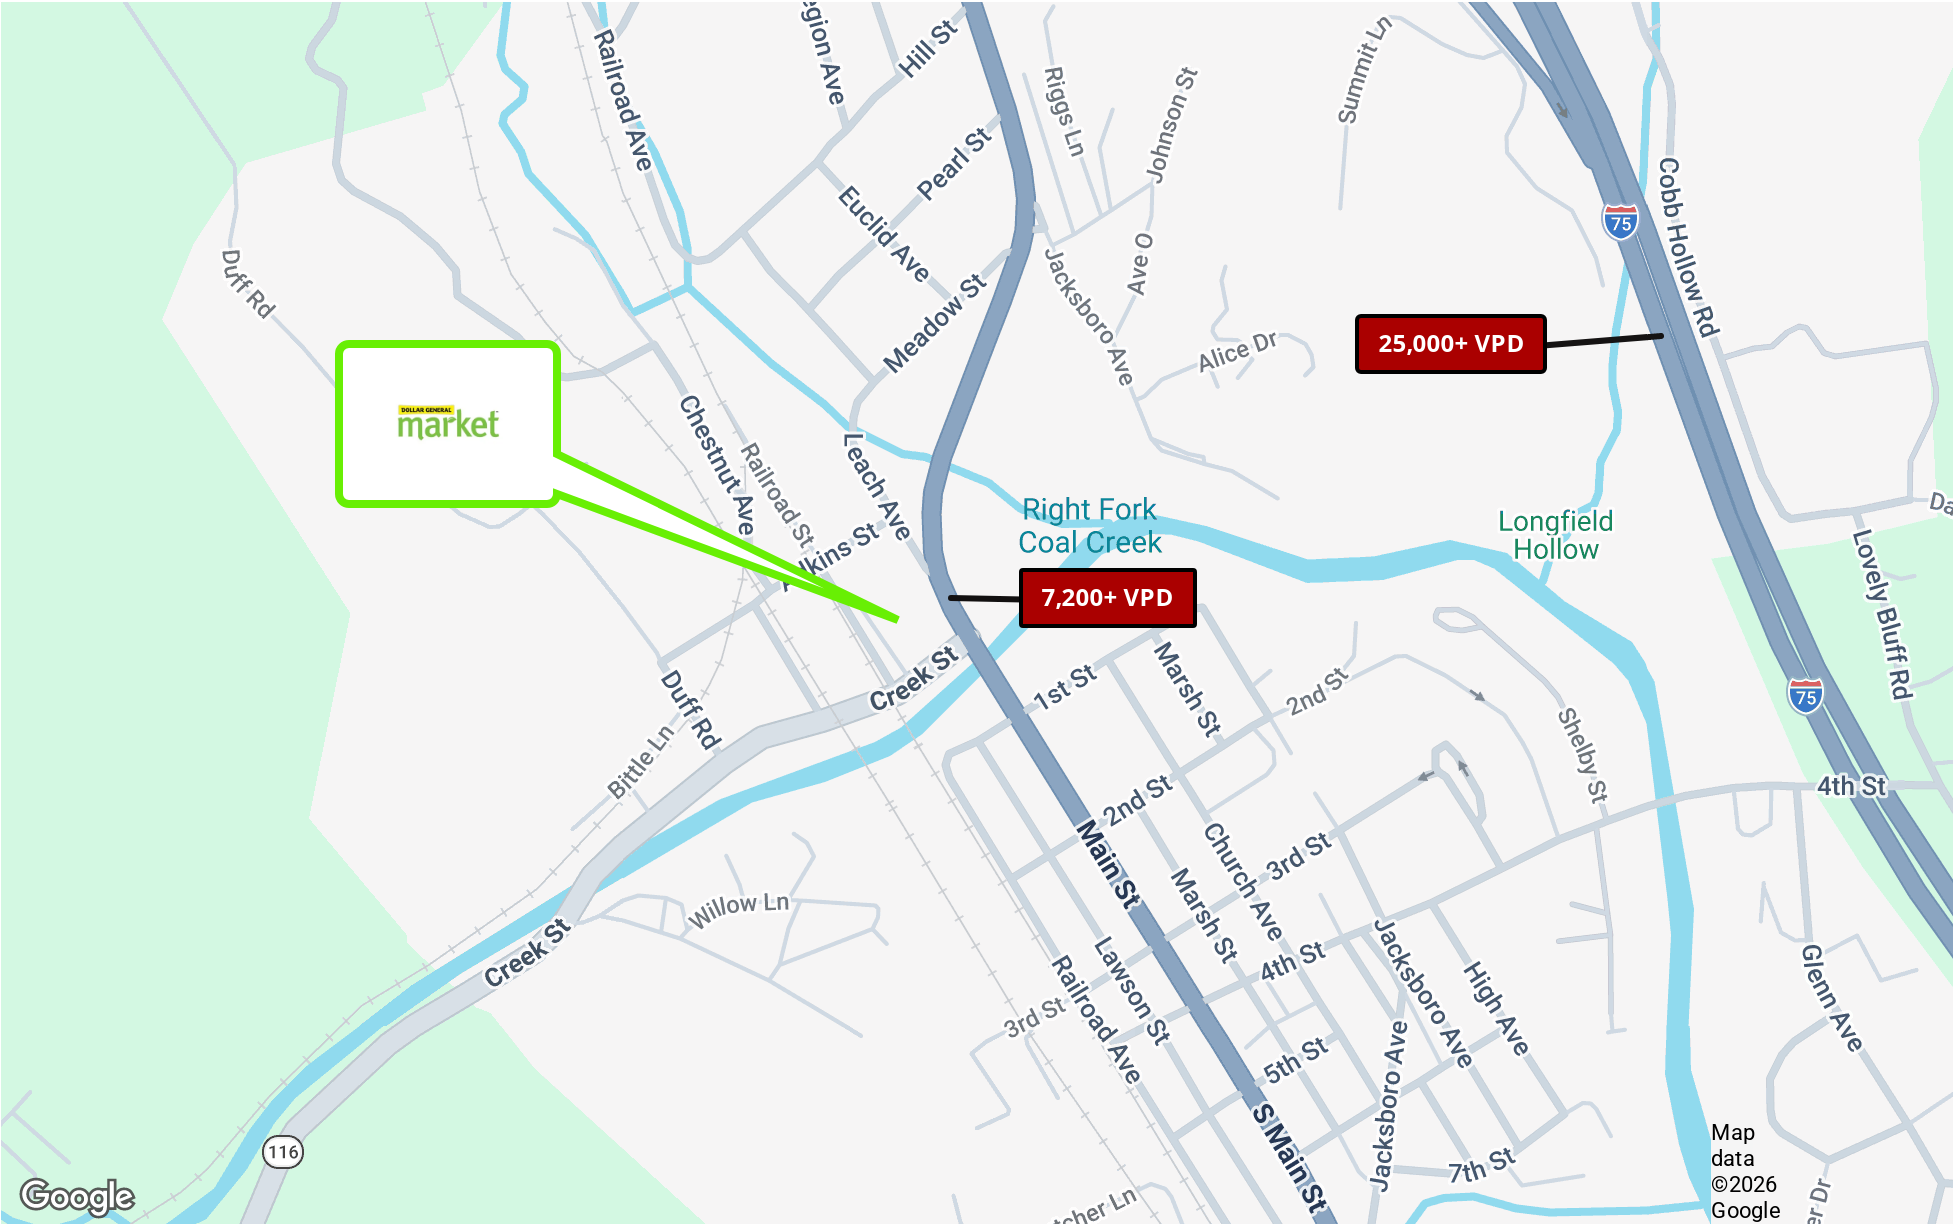 Hill St
Railroad Ave
Riggs Ln
Johnson St
Summit Ln
Pearl St
Euclid Ave
Cobb Hollow Rd
75
Duff Rd
Meadow St
Jacksboro Ave
Ave O
Alice Dr
25,000+ VPD
DOLLAR GENERAL
market
Chestnut Ave
Railroad St
Leach Ave
Right Fork
Coal Creek
Longfield
Hollow
Lovely Bluff Rd
7,200+ VPD
Creek St
Duff Rd
Bittle Ln
1st St
Marsh St
2nd St
75
Shelby St
4th St
2nd St
Main St
Church Ave
3rd St
Marsh St
Willow Ln
Creek St
Lawson St
4th St
Jacksboro Ave
High Ave
Glenn Ave
Railroad Ave
3rd St
5th St
Jacksboro Ave
S Main St
7th St
116
Google
Map
data
©2026
Google